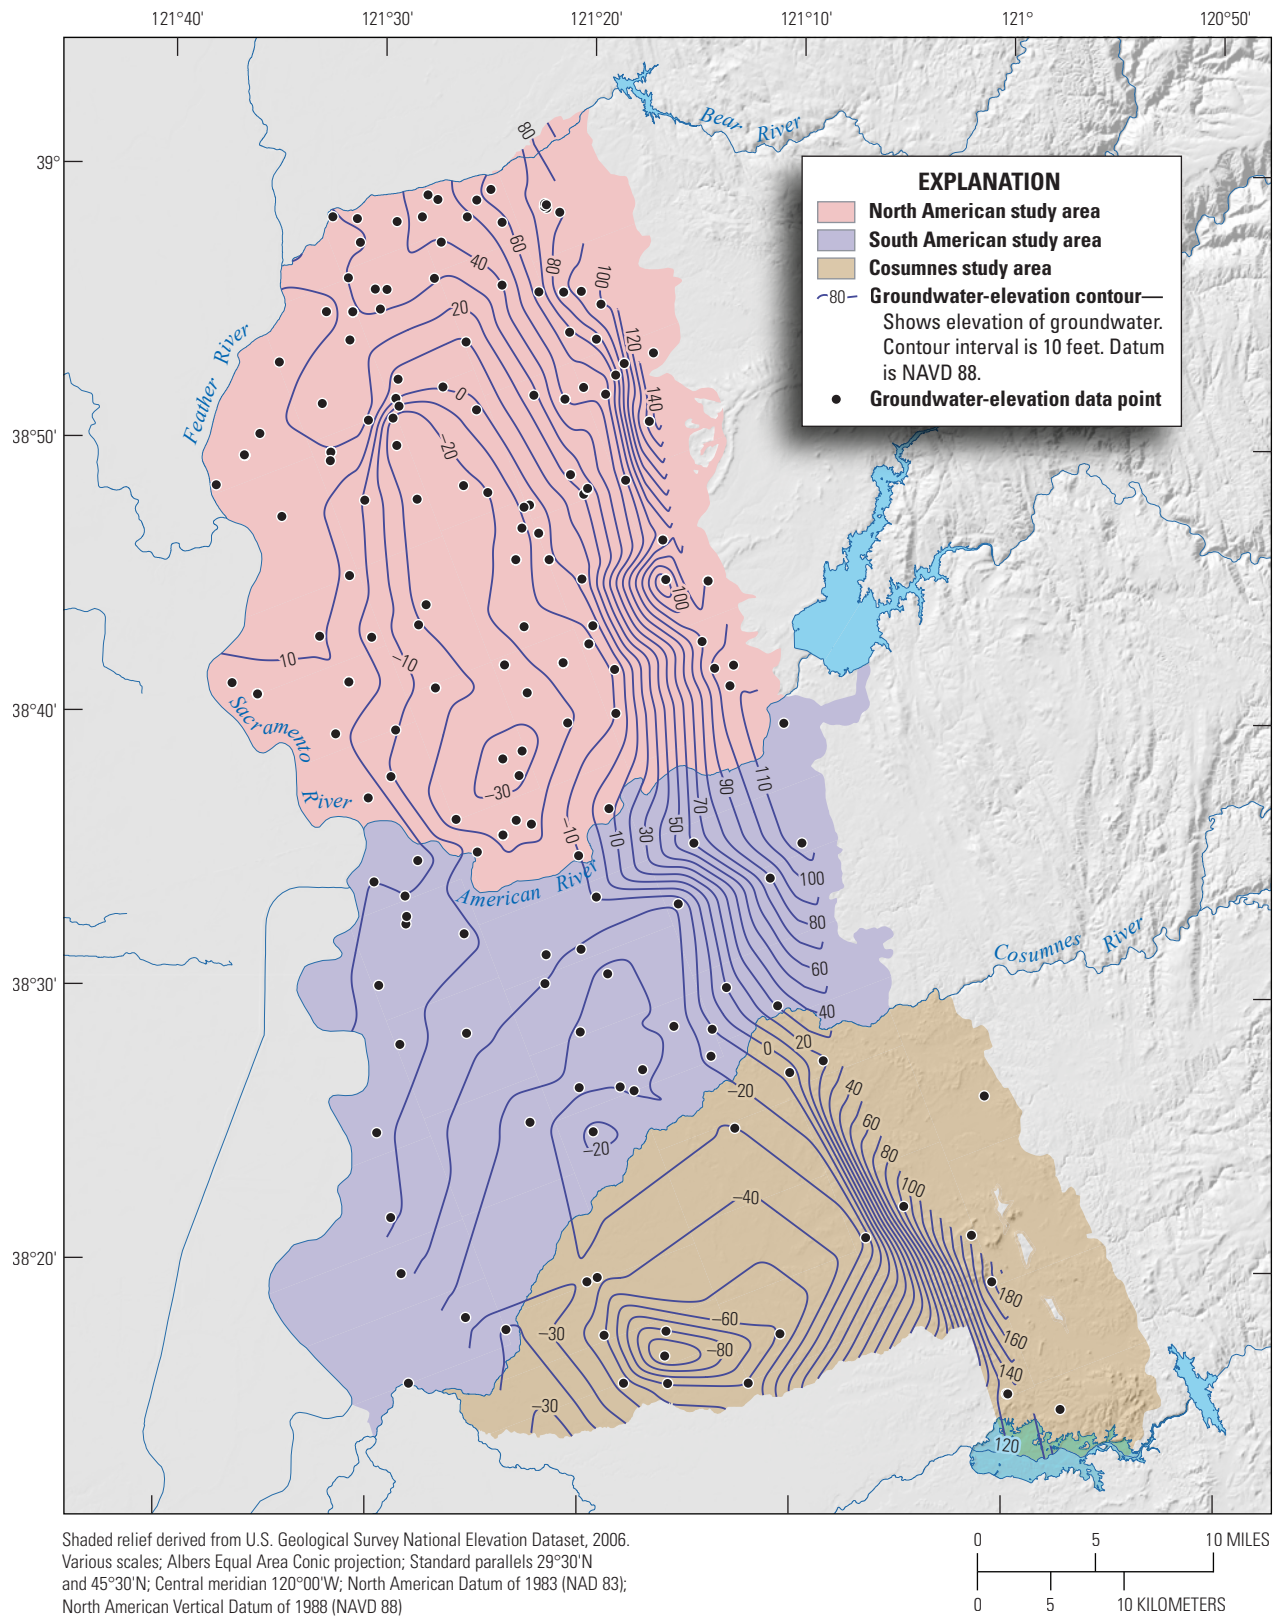 121°40'
121°30'
121°20'
121°10'
121°
120°50'
39°
38°50'
38°40'
38°30'
38°20'
Bear
River
EXPLANATION
North American study area
South American study area
Cosumnes study area
80
Groundwater-elevation contour—
Shows elevation of groundwater.
Contour interval is 10 feet. Datum
is NAVD 88.
Groundwater-elevation data point
80
60
80
40
100
20
120
0
140
−20
Feather River
100
10
−10
Sacramento
River
−30
−10
10
30
50
70
90
110
American River
100
80
60
40
Cosumnes
River
20
0
−20
40
60
80
−20
100
−40
180
−60
−30
160
−80
140
−30
120
Shaded relief derived from U.S. Geological Survey National Elevation Dataset, 2006.
Various scales; Albers Equal Area Conic projection; Standard parallels 29°30'N
and 45°30'N; Central meridian 120°00'W; North American Datum of 1983 (NAD 83);
North American Vertical Datum of 1988 (NAVD 88)
0
5
10 MILES
0
5
10 KILOMETERS